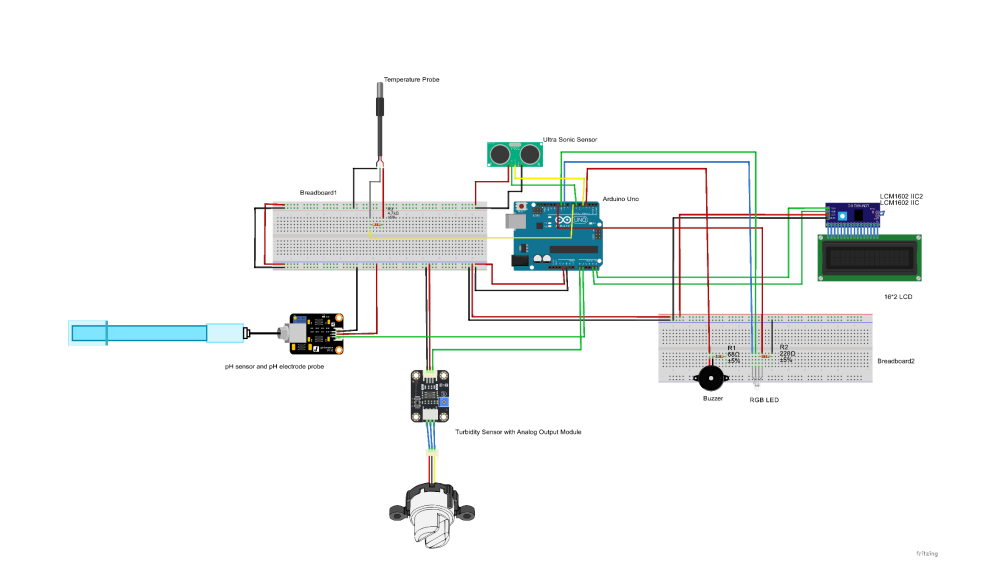 Temperature Probe
Ultra Sonic Sensor
Breadboard1
Arduino Uno
LCM1602 IIC2
LCM1602 IIC
UNO
16*2 LCD
R1
68Ω
±5%
R2
220Ω
±5%
Breadboard2
pH sensor and pH electrode probe
Buzzer
RGB LED
Turbidity Sensor with Analog Output Module
fritzing